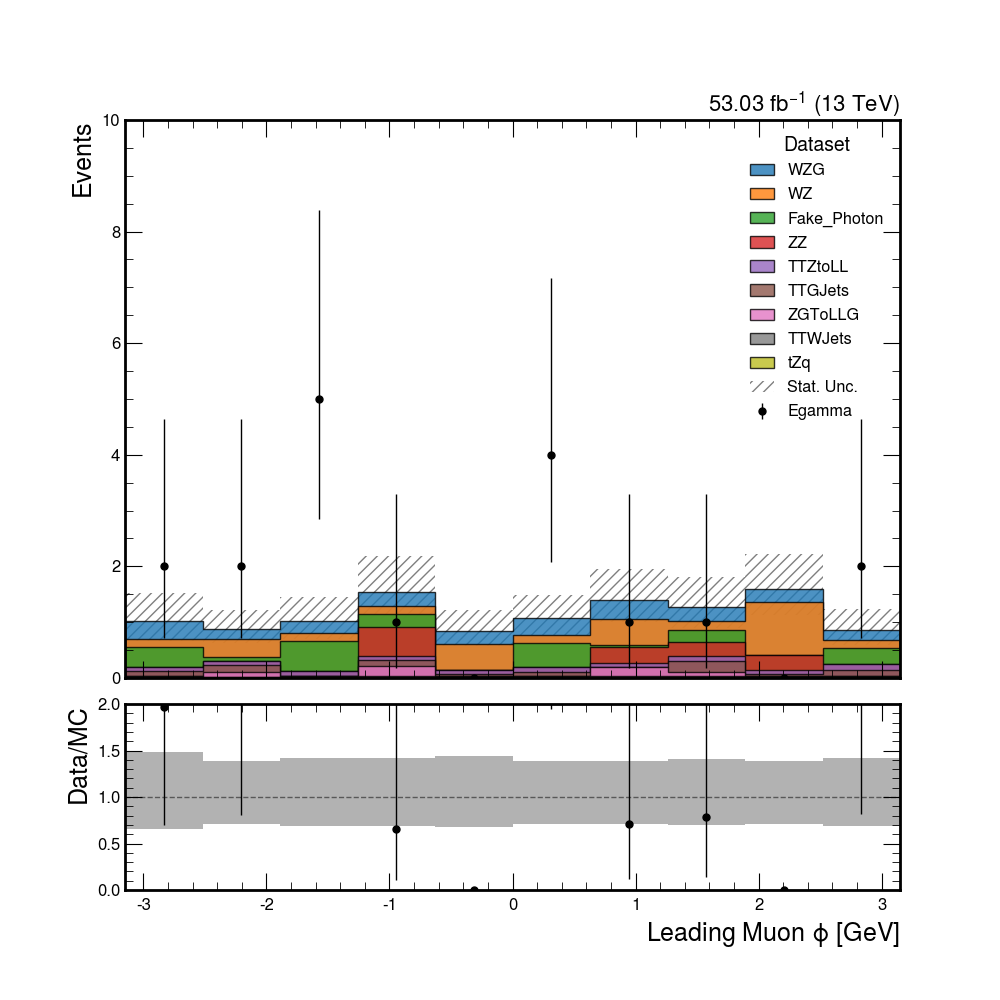 53.03 fb⁻¹ (13 TeV)
Events
10
8
6
4
2
0
Dataset
WZG
WZ
Fake_Photon
ZZ
TTZtoLL
TTGJets
ZGToLLG
TTWJets
tZq
Stat. Unc.
Egamma
Data/MC
2.0
1.5
1.0
0.5
0.0
-3 -2 -1 0 1 2 3
Leading Muon ϕ [GeV]